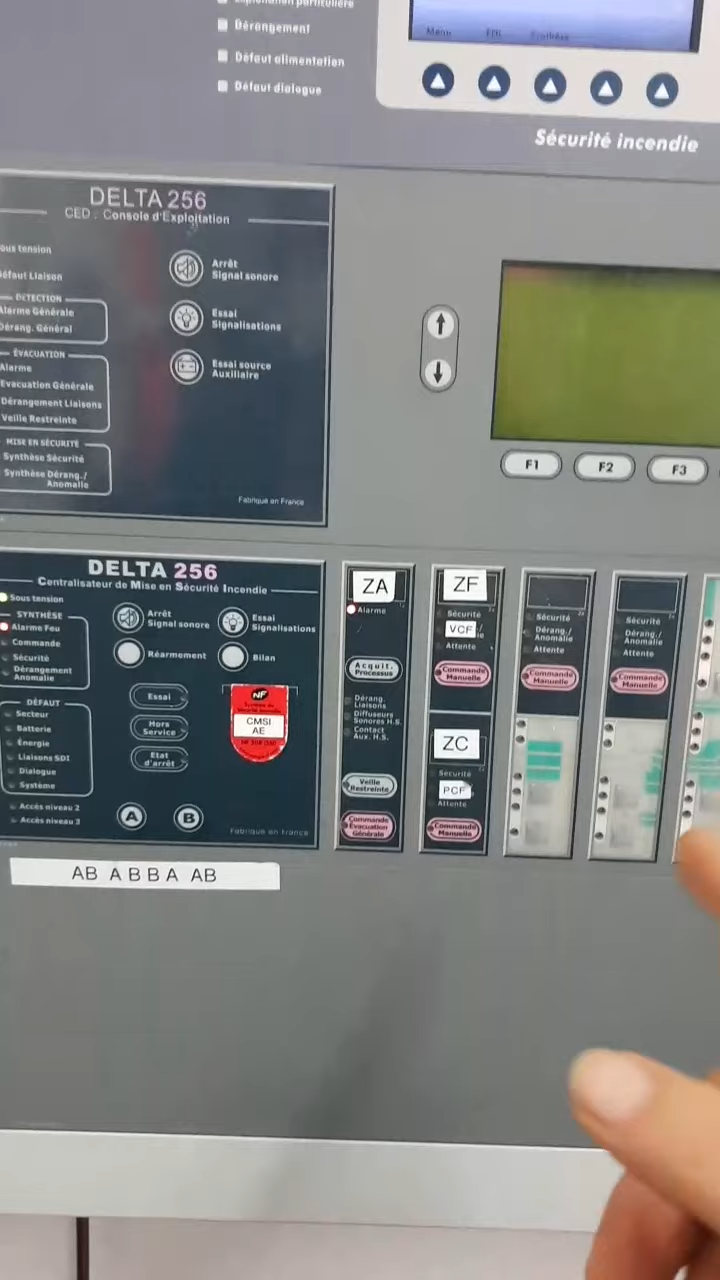 Dérangement
Défaut alimentation
Défaut dialogue
Menu
Sécurité incendie
DELTA 256
CED : Console d'Exploitation
ous tension
éfaut Liaison
DÉTECTION
Alarme Générale
Dérang. Général
ÉVACUATION
Alarme
Evacuation Générale
Dérangement Liaisons
Veille Restreinte
MISE EN SÉCURITÉ
Synthèse Sécurité
Synthèse Dérang./
Anomalie
Arrêt
Signal sonore
Essai
Signalisations
Essai source
Auxiliaire
Fabriqué en France
F1
F2
F3
DELTA 256
Centralisateur de Mise en Sécurité Incendie
Sous tension
SYNTHÈSE
Alarme Feu
Commande
Sécurité
Dérangement
Anomalie
DÉFAUT
Secteur
Batterie
Énergie
Liaisons SDI
Dialogue
Système
Accès niveau 2
Accès niveau 3
Arrêt
Signal sonore
Essai
Signalisations
Réarmement
Bilan
Essai
Hors
Service
Etat
d'arrêt
NF
CMSI
AE
A
B
Fabriqué en France
AB A B B A AB
ZA
Alarme
Acquit.
Processus
Dérang.
Liaisons
Diffuseurs
Sonores H.S.
Contact
Aux. H.S.
Veille
Restreinte
Commande
Evacuation
Générale
ZF
Sécurité
VCF
Attente
Commande
Manuelle
ZC
Sécurité
PCF
Attente
Commande
Manuelle
Sécurité
Dérang./
Anomalie
Attente
Commande
Manuelle
Sécurité
Dérang./
Anomalie
Attente
Commande
Manuelle